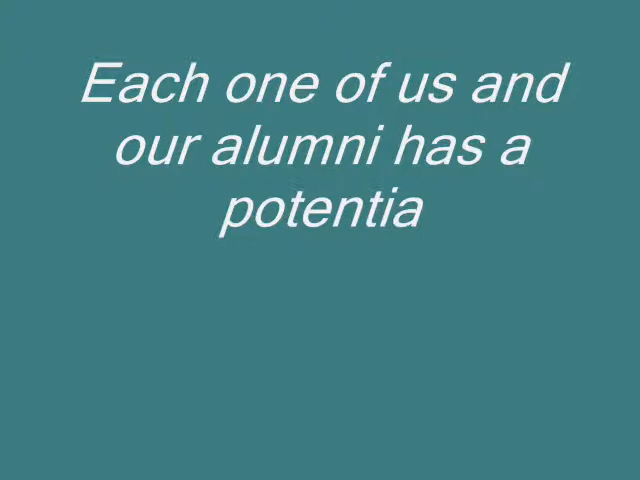 Each one of us and
our alumni has a
potentia